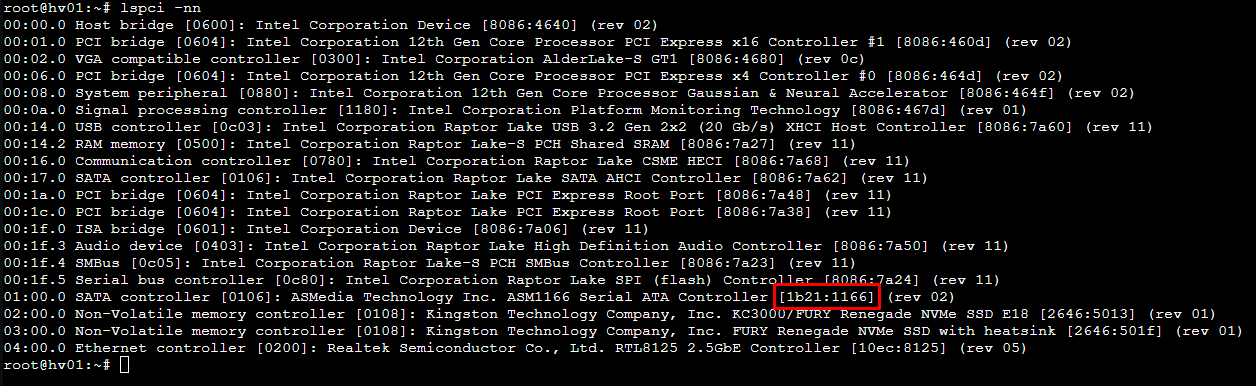 root@hv01:~# lspci -nn
00:00.0 Host bridge [0600]: Intel Corporation Device [8086:4640] (rev 02)
00:01.0 PCI bridge [0604]: Intel Corporation 12th Gen Core Processor PCI Express x16 Controller #1 [8086:460d] (rev 02)
00:02.0 VGA compatible controller [0300]: Intel Corporation AlderLake-S GT1 [8086:4680] (rev 0c)
00:06.0 PCI bridge [0604]: Intel Corporation 12th Gen Core Processor PCI Express x4 Controller #0 [8086:464d] (rev 02)
00:08.0 System peripheral [0880]: Intel Corporation 12th Gen Core Processor Gaussian & Neural Accelerator [8086:464f] (rev 02)
00:0a.0 Signal processing controller [1180]: Intel Corporation Platform Monitoring Technology [8086:467d] (rev 01)
00:14.0 USB controller [0c03]: Intel Corporation Raptor Lake USB 3.2 Gen 2x2 (20 Gb/s) XHCI Host Controller [8086:7a60] (rev 11)
00:14.2 RAM memory [0500]: Intel Corporation Raptor Lake-S PCH Shared SRAM [8086:7a27] (rev 11)
00:16.0 Communication controller [0780]: Intel Corporation Raptor Lake CSME HECI [8086:7a68] (rev 11)
00:17.0 SATA controller [0106]: Intel Corporation Raptor Lake SATA AHCI Controller [8086:7a62] (rev 11)
00:1a.0 PCI bridge [0604]: Intel Corporation Raptor Lake PCI Express Root Port [8086:7a48] (rev 11)
00:1c.0 PCI bridge [0604]: Intel Corporation Raptor Lake PCI Express Root Port [8086:7a38] (rev 11)
00:1f.0 ISA bridge [0601]: Intel Corporation Device [8086:7a06] (rev 11)
00:1f.3 Audio device [0403]: Intel Corporation Raptor Lake High Definition Audio Controller [8086:7a50] (rev 11)
00:1f.4 SMBus [0c05]: Intel Corporation Raptor Lake-S PCH SMBus Controller [8086:7a23] (rev 11)
00:1f.5 Serial bus controller [0c80]: Intel Corporation Raptor Lake SPI (flash) Controller [8086:7a24] (rev 11)
01:00.0 SATA controller [0106]: ASMedia Technology Inc. ASM1166 Serial ATA Controller [1b21:1166] (rev 02)
02:00.0 Non-Volatile memory controller [0108]: Kingston Technology Company, Inc. KC3000/FURY Renegade NVMe SSD E18 [2646:5013] (rev 01)
03:00.0 Non-Volatile memory controller [0108]: Kingston Technology Company, Inc. FURY Renegade NVMe SSD with heatsink [2646:501f] (rev 01)
04:00.0 Ethernet controller [0200]: Realtek Semiconductor Co., Ltd. RTL8125 2.5GbE Controller [10ec:8125] (rev 05)
root@hv01:~#